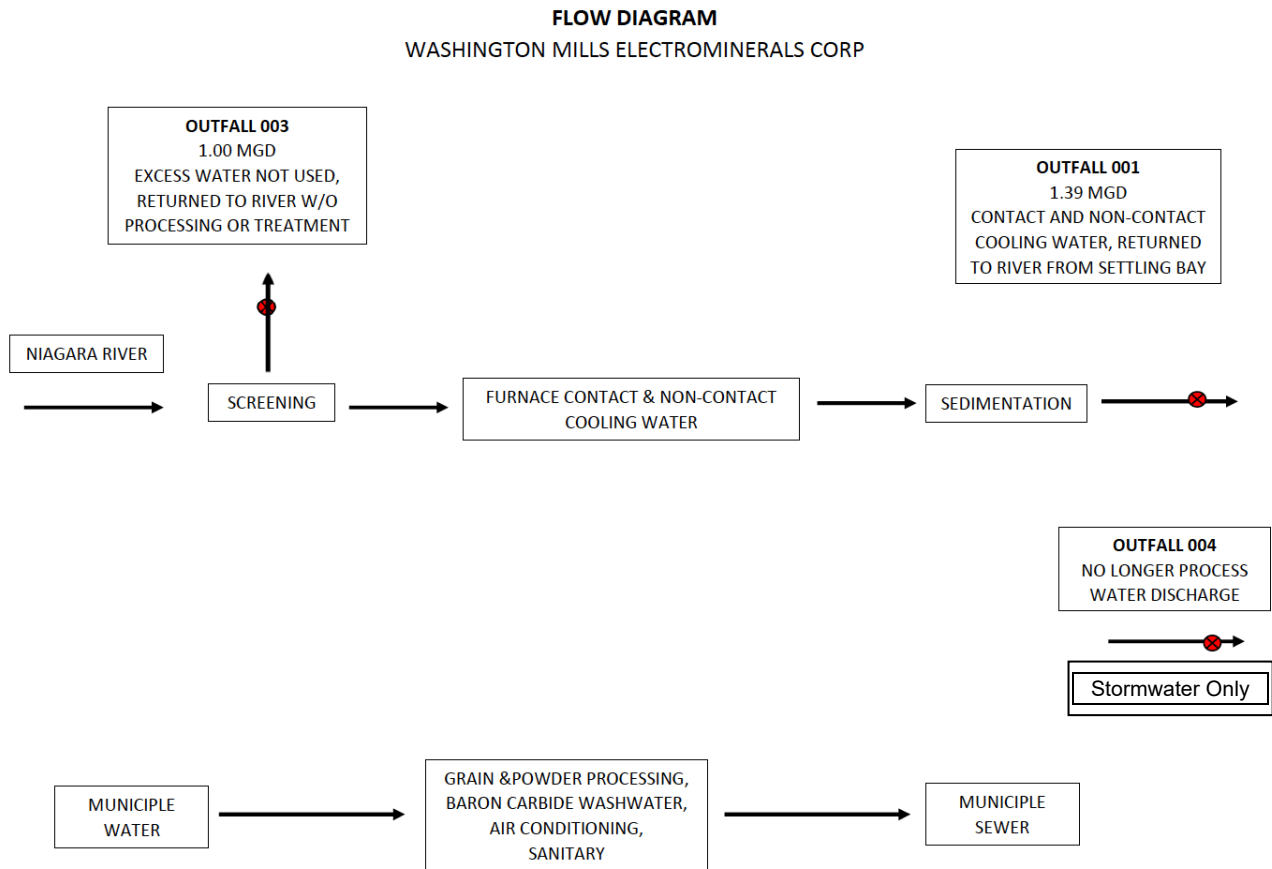 FLOW DIAGRAM
WASHINGTON MILLS ELECTROMINERALS CORP
OUTFALL 003
1.00 MGD
EXCESS WATER NOT USED,
RETURNED TO RIVER W/O
PROCESSING OR TREATMENT
OUTFALL 001
1.39 MGD
CONTACT AND NON-CONTACT
COOLING WATER, RETURNED
TO RIVER FROM SETTLING BAY
NIAGARA RIVER
SCREENING
FURNACE CONTACT & NON-CONTACT
COOLING WATER
SEDIMENTATION
OUTFALL 004
NO LONGER PROCESS
WATER DISCHARGE
Stormwater Only
MUNICIPLE
WATER
GRAIN &POWDER PROCESSING,
BARON CARBIDE WASHWATER,
AIR CONDITIONING,
SANITARY
MUNICIPLE
SEWER